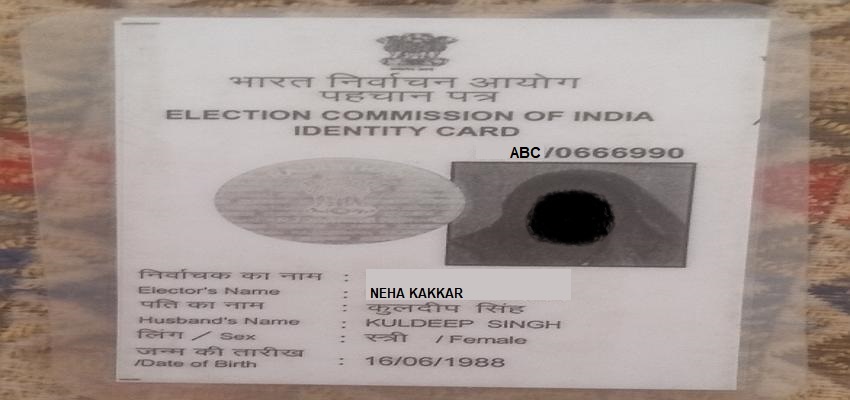 भारत निर्वाचन आयोग
पहचान पत्र
ELECTION COMMISSION OF INDIA
IDENTITY CARD
ABC/0666990
निर्वाचक का नाम :
Elector's Name : NEHA KAKKAR
पति का नाम : कुलदीप सिंह
Husband's Name : KULDEEP SINGH
लिंग / Sex : स्त्री / Female
जन्म की तारीख
/Date of Birth : 16/06/1988